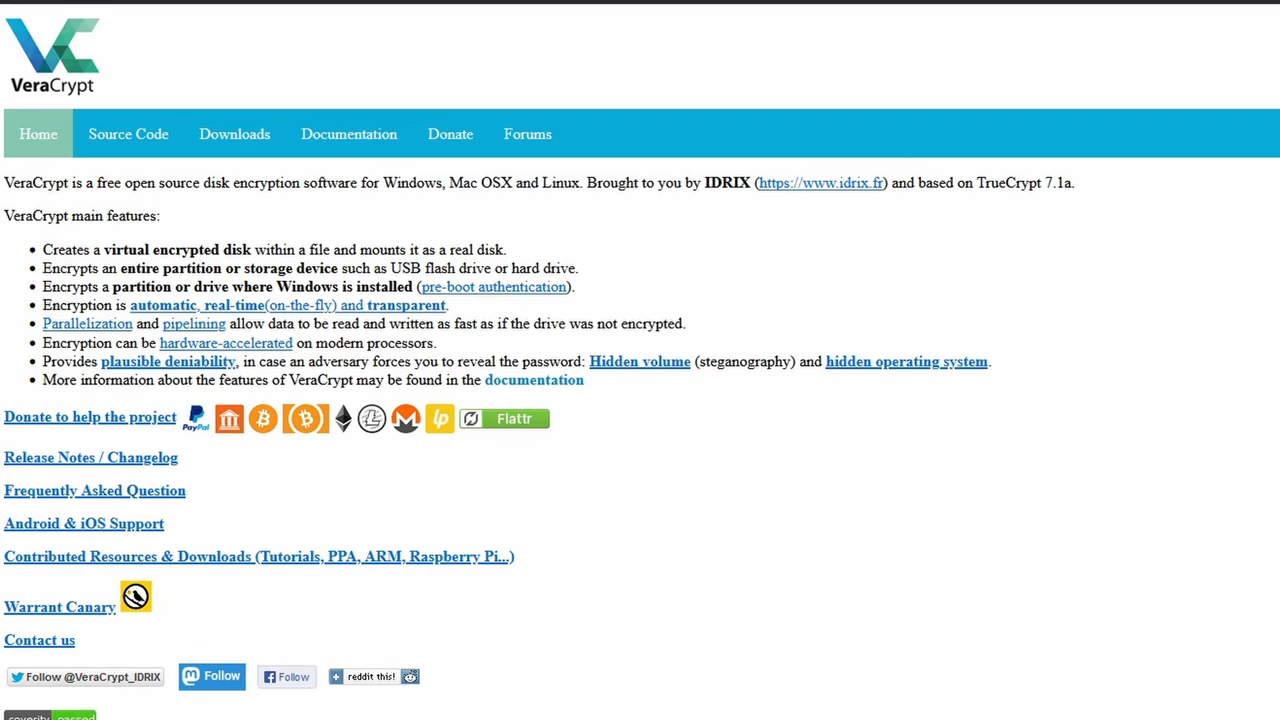 VeraCrypt
Home Source Code Downloads Documentation Donate Forums
VeraCrypt is a free open source disk encryption software for Windows, Mac OSX and Linux. Brought to you by IDRIX (https://www.idrix.fr) and based on TrueCrypt 7.1a.
VeraCrypt main features:
Creates a virtual encrypted disk within a file and mounts it as a real disk.
Encrypts an entire partition or storage device such as USB flash drive or hard drive.
Encrypts a partition or drive where Windows is installed (pre-boot authentication).
Encryption is automatic, real-time(on-the-fly) and transparent.
Parallelization and pipelining allow data to be read and written as fast as if the drive was not encrypted.
Encryption can be hardware-accelerated on modern processors.
Provides plausible deniability, in case an adversary forces you to reveal the password: Hidden volume (steganography) and hidden operating system.
More information about the features of VeraCrypt may be found in the documentation
Donate to help the project PayPal lp Flattr
Release Notes / Changelog
Frequently Asked Question
Android & iOS Support
Contributed Resources & Downloads (Tutorials, PPA, ARM, Raspberry Pi...)
Warrant Canary
Contact us
Follow @VeraCrypt_IDRIX Follow Follow reddit this!
coverity passed